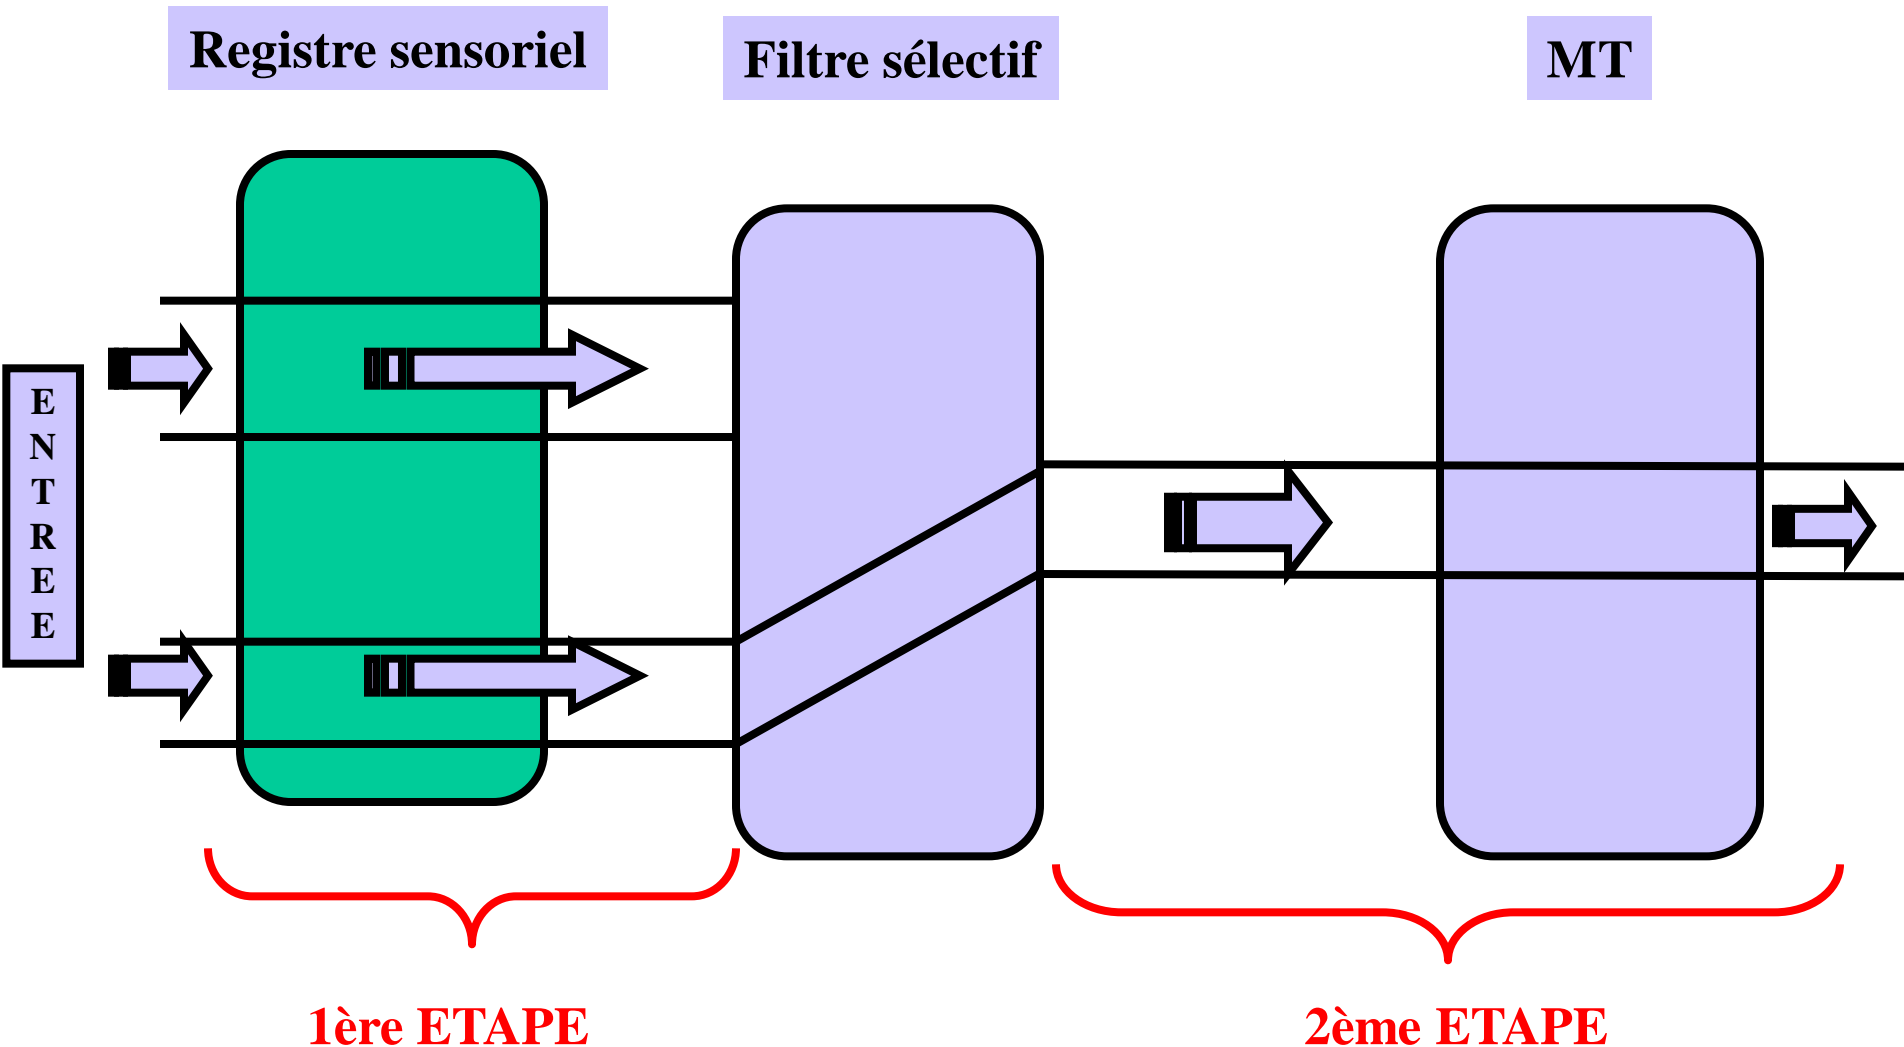 Registre sensoriel
Filtre sélectif
MT
E
N
T
R
E
E
1ère ETAPE
2ème ETAPE